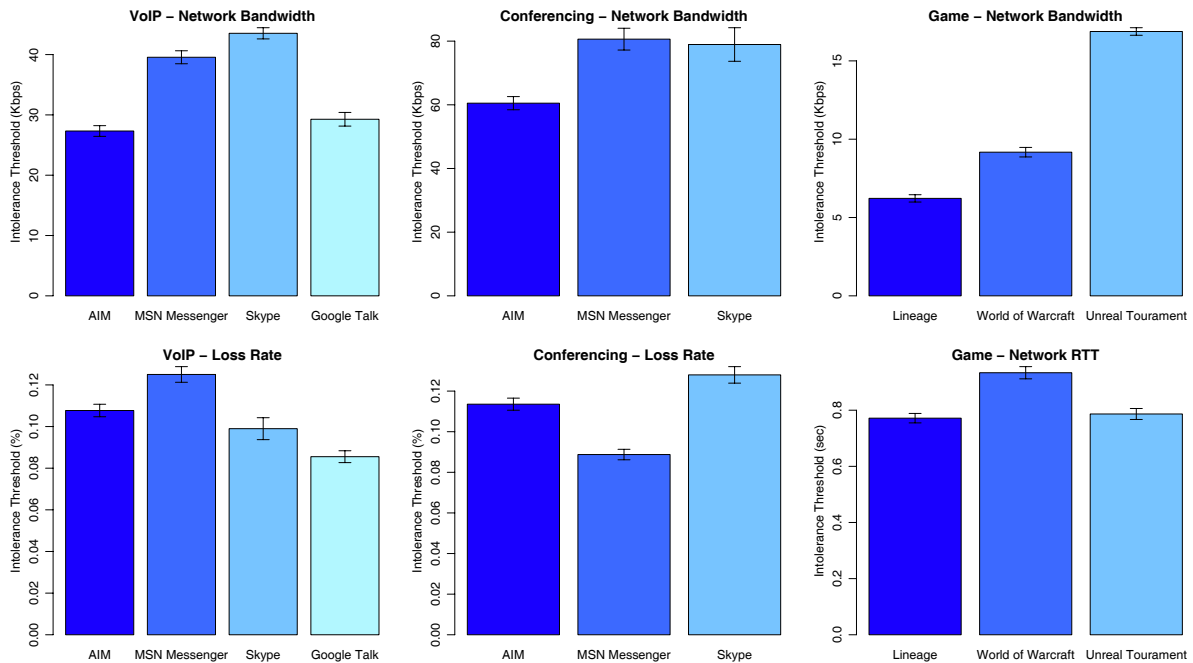 VoIP – Network Bandwidth
Intolerance Threshold (Kbps)
0
10
20
30
40
AIM
MSN Messenger
Skype
Google Talk
Conferencing – Network Bandwidth
Intolerance Threshold (Kbps)
0
20
40
60
80
AIM
MSN Messenger
Skype
Game – Network Bandwidth
Intolerance Threshold (Kbps)
0
5
10
15
Lineage
World of Warcraft
Unreal Tourament
VoIP – Loss Rate
Intolerance Threshold (%)
0.00
0.02
0.04
0.06
0.08
0.10
0.12
AIM
MSN Messenger
Skype
Google Talk
Conferencing – Loss Rate
Intolerance Threshold (%)
0.00
0.02
0.04
0.06
0.08
0.10
0.12
AIM
MSN Messenger
Skype
Game – Network RTT
Intolerance Threshold (sec)
0.0
0.2
0.4
0.6
0.8
Lineage
World of Warcraft
Unreal Tourament